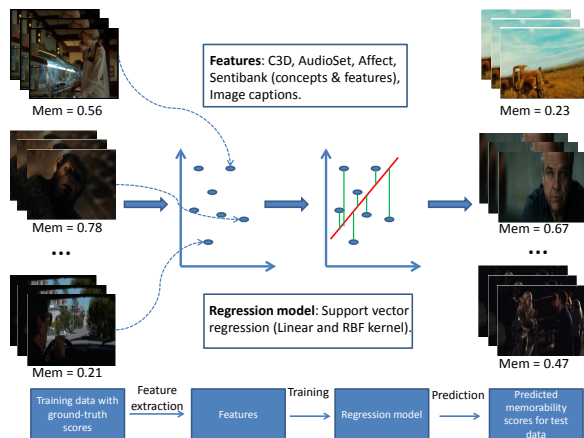 Features: C3D, AudioSet, Affect,
Sentibank (concepts & features),
Image captions.
Mem = 0.56
Mem = 0.23
Mem = 0.78
Mem = 0.67
...
...
Regression model: Support vector
regression (Linear and RBF kernel).
Mem = 0.21
Mem = 0.47
Training data with
ground-truth
scores
Feature
extraction
Features
Training
Regression model
Prediction
Predicted
memorability
scores for test
data